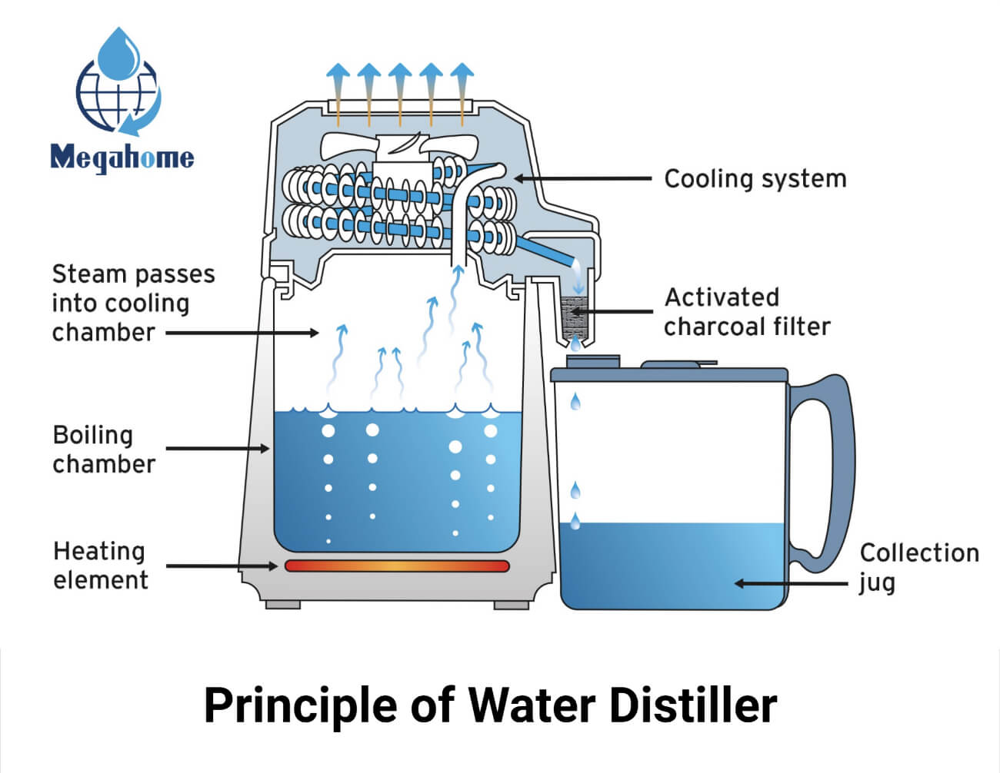 Megahome
Cooling system
Steam passes
into cooling
chamber
Activated
charcoal filter
Boiling
chamber
Heating
element
Collection
jug
Principle of Water Distiller